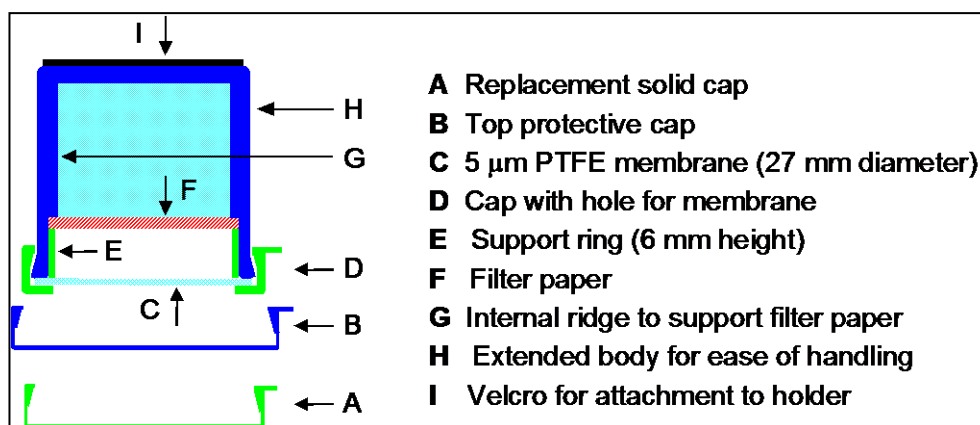 I
H
G
F
E
D
C
B
A
A Replacement solid cap
B Top protective cap
C 5 μm PTFE membrane (27 mm diameter)
D Cap with hole for membrane
E Support ring (6 mm height)
F Filter paper
G Internal ridge to support filter paper
H Extended body for ease of handling
I Velcro for attachment to holder